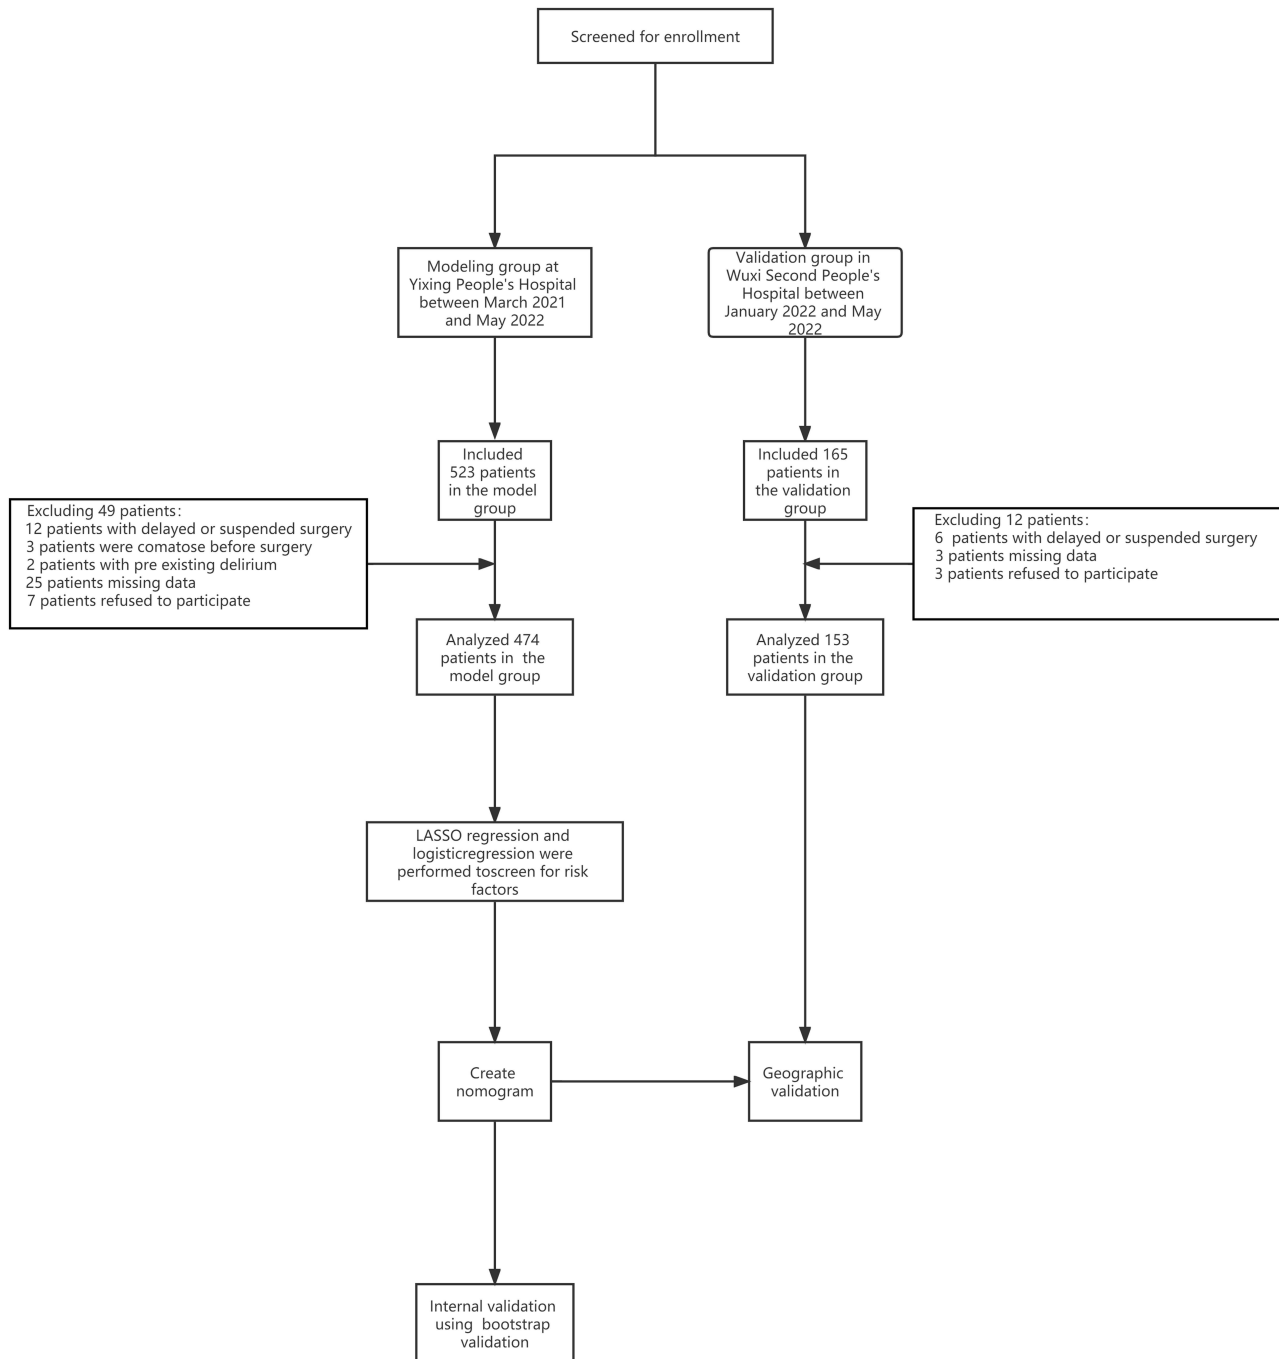 Screened for enrollment
Modeling group at
Yixing People's Hospital
between March 2021
and May 2022
Validation group in
Wuxi Second People's
Hospital between
January 2022 and May
2022
Included
523 patients
in the model
group
Included 165
patients in
the validation
group
Excluding 49 patients:
12 patients with delayed or suspended surgery
3 patients were comatose before surgery
2 patients with pre existing delirium
25 patients missing data
7 patients refused to participate
Excluding 12 patients:
6  patients with delayed or suspended surgery
3 patients missing data
3 patients refused to participate
Analyzed 474
patients in  the
model group
Analyzed 153
patients in the
validation group
LASSO regression and
logisticregression were
performed toscreen for risk
factors
Create
nomogram
Geographic
validation
Internal validation
using  bootstrap
validation